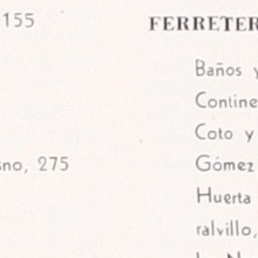 155
sno, 275
FERRETER
Baños y
Contine
Coto y
Gómez
Huerta
ralvillo,